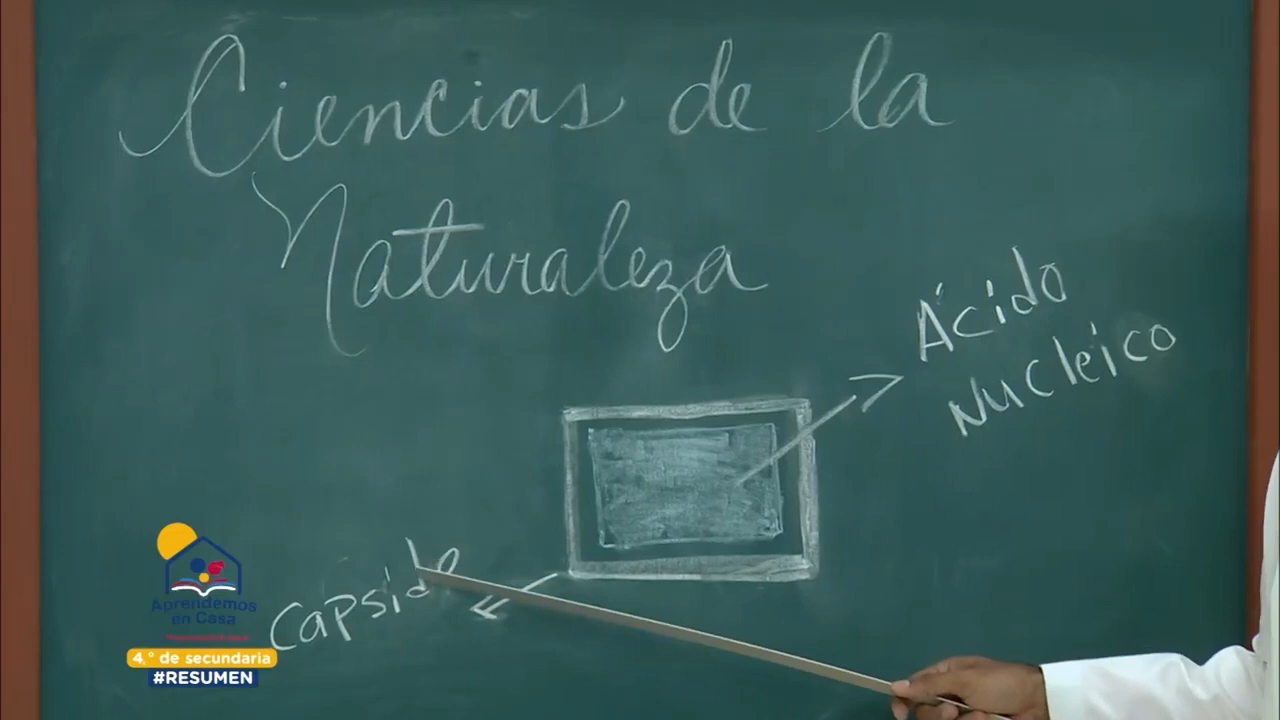 Ciencias de la
Naturaleza
Ácido
Nucleico
Capside
Aprendemos
en Casa
4.° de secundaria
#RESUMEN